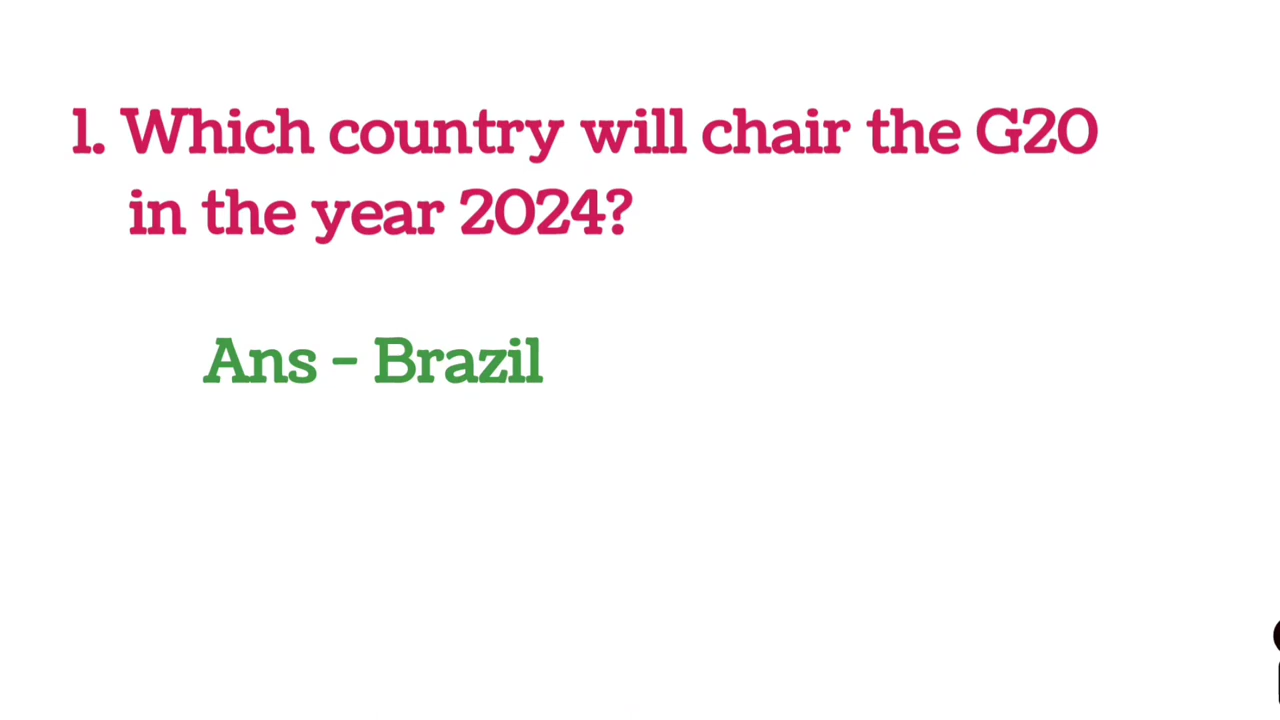 1. Which country will chair the G20
in the year 2024?
Ans - Brazil